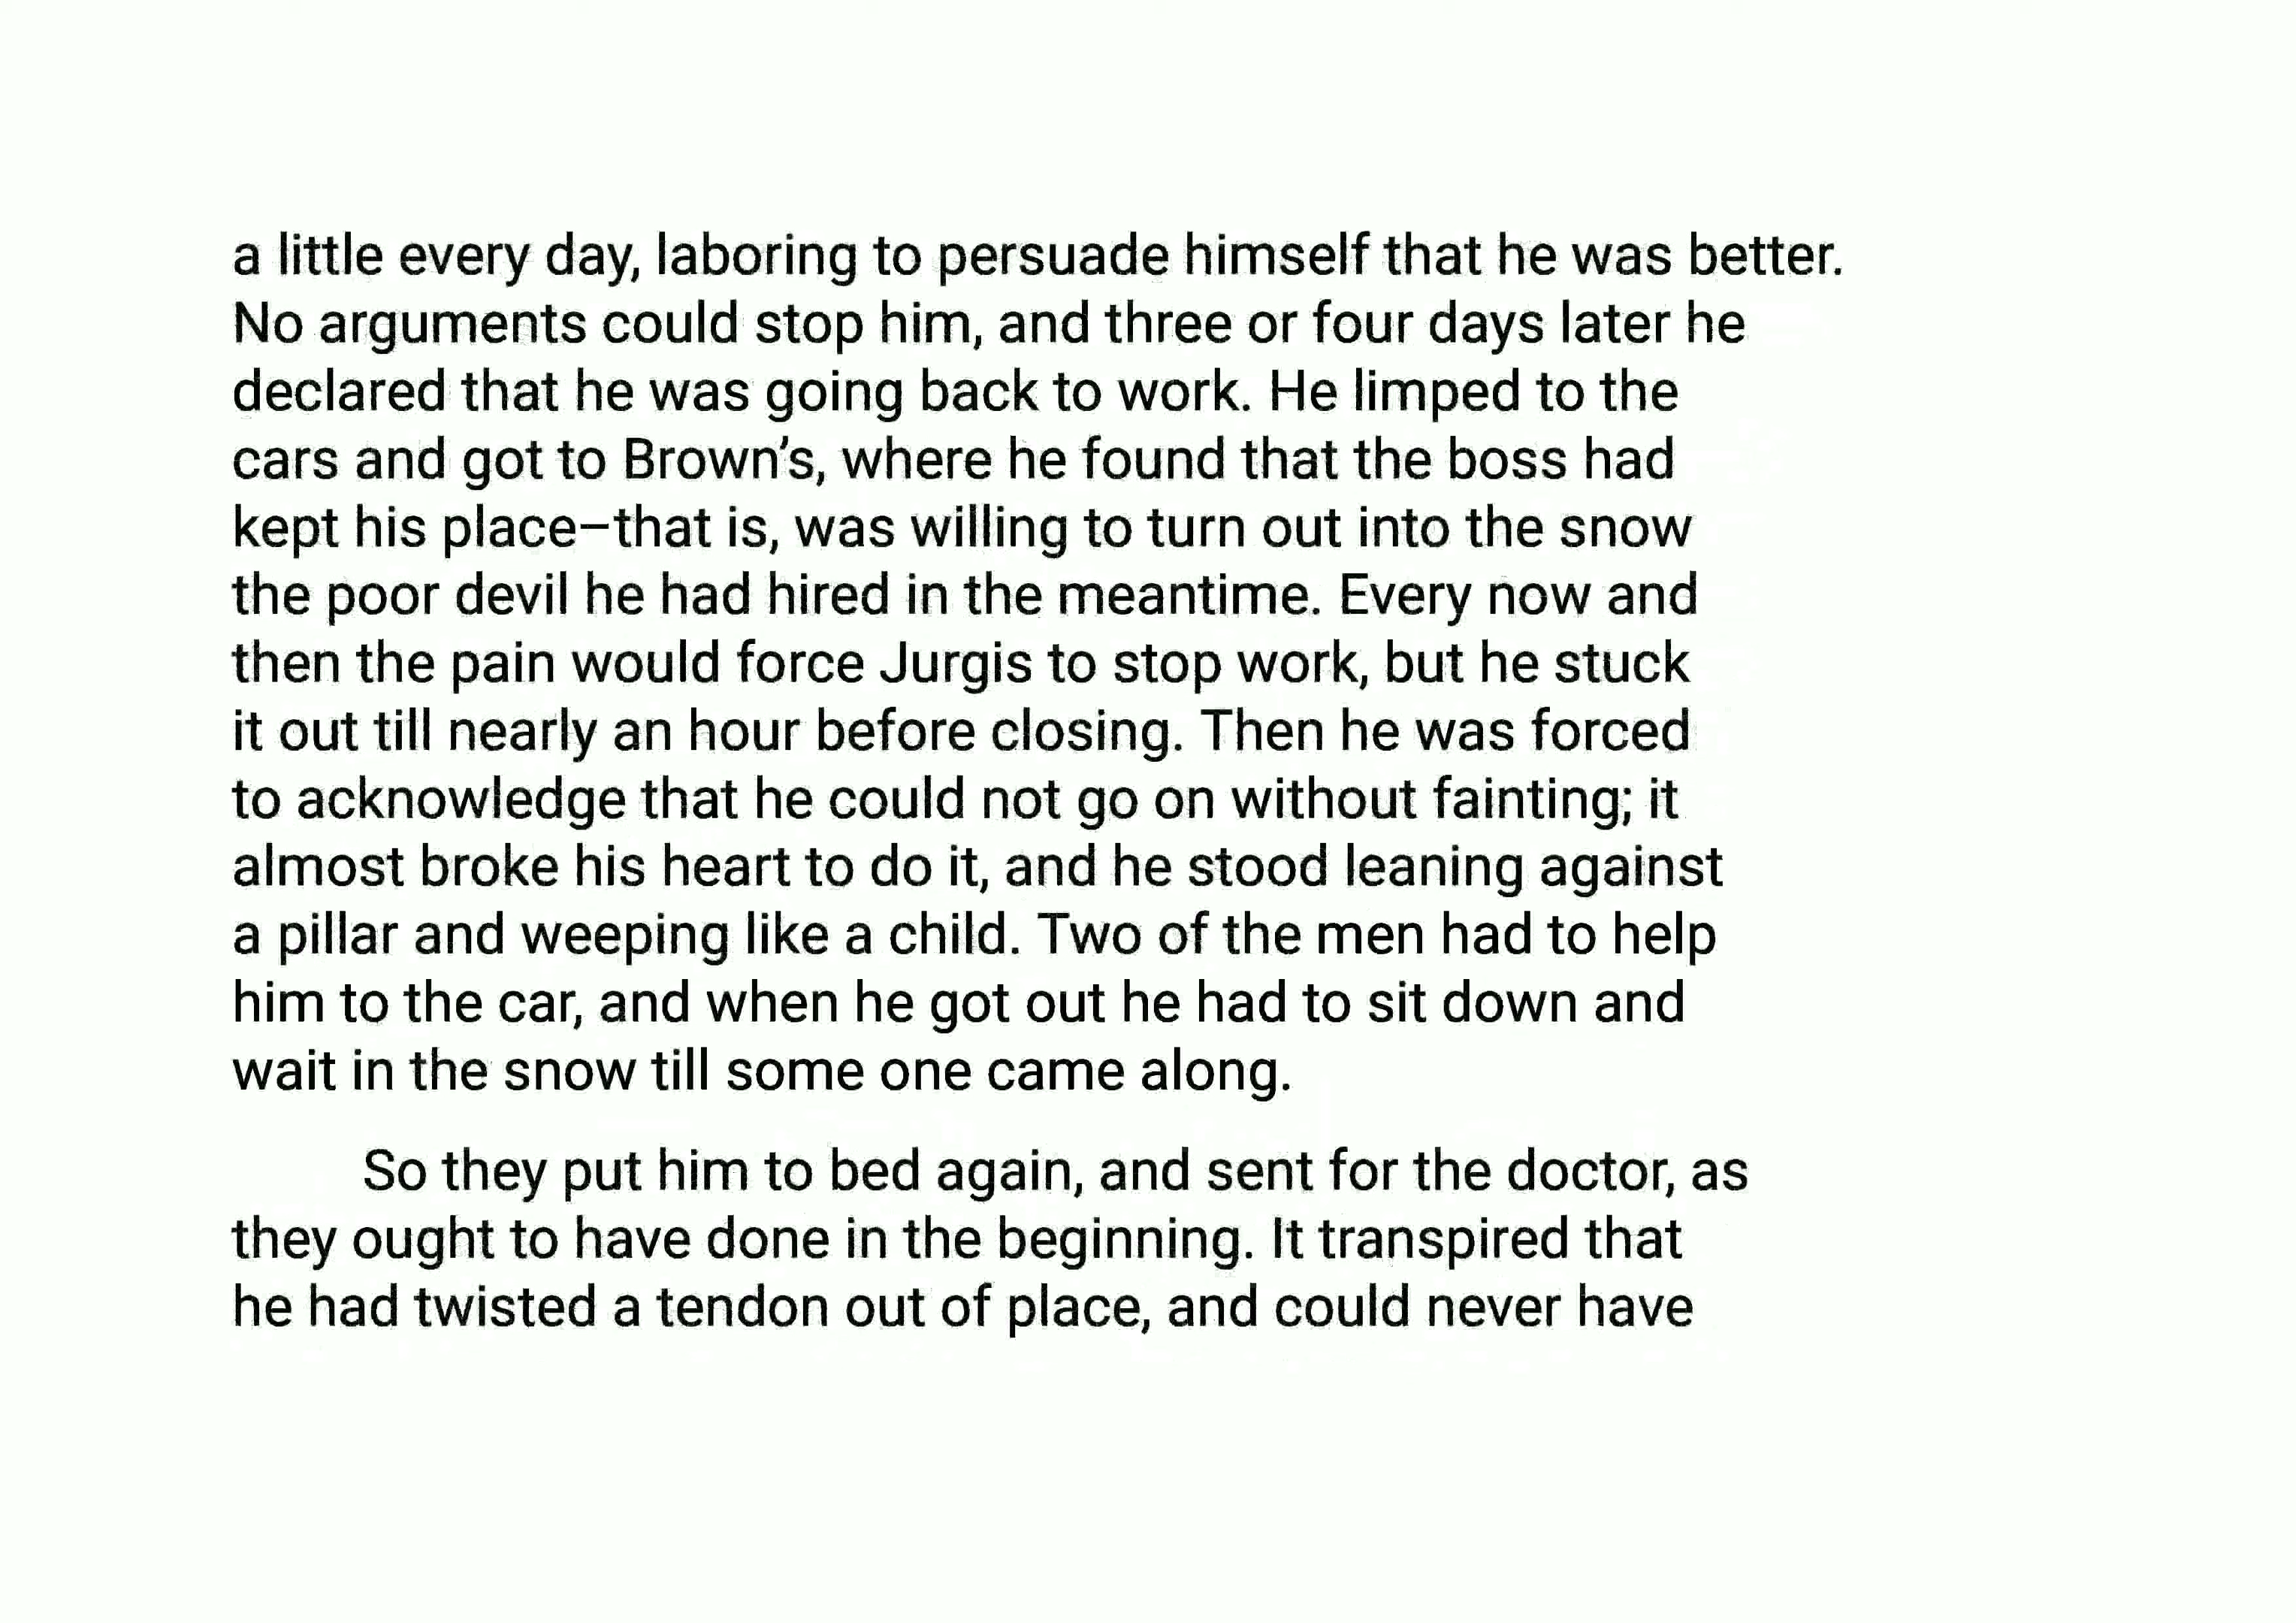 a little every day, laboring to persuade himself that he was better.
No arguments could stop him, and three or four days later he
declared that he was going back to work. He limped to the
cars and got to Brown’s, where he found that the boss had
kept his place–that is, was willing to turn out into the snow
the poor devil he had hired in the meantime. Every now and
then the pain would force Jurgis to stop work, but he stuck
it out till nearly an hour before closing. Then he was forced
to acknowledge that he could not go on without fainting; it
almost broke his heart to do it, and he stood leaning against
a pillar and weeping like a child. Two of the men had to help
him to the car, and when he got out he had to sit down and
wait in the snow till some one came along.
So they put him to bed again, and sent for the doctor, as
they ought to have done in the beginning. It transpired that
he had twisted a tendon out of place, and could never have